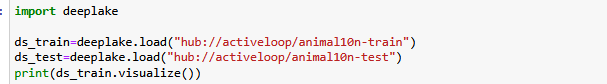 import deeplake
ds_train=deeplake.load("hub://activeloop/animal10n-train")
ds_test=deeplake.load("hub://activeloop/animal10n-test")
print(ds_train.visualize())